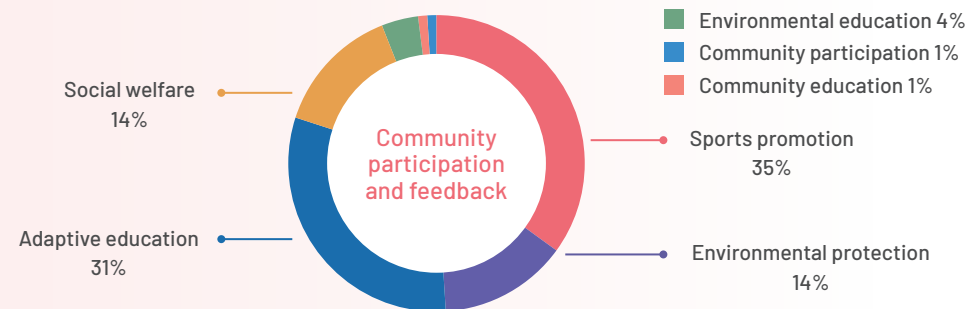 Environmental education 4%
Community participation 1%
Community education 1%
Social welfare
14%
Community
participation
and feedback
Sports promotion
35%
Adaptive education
31%
Environmental protection
14%